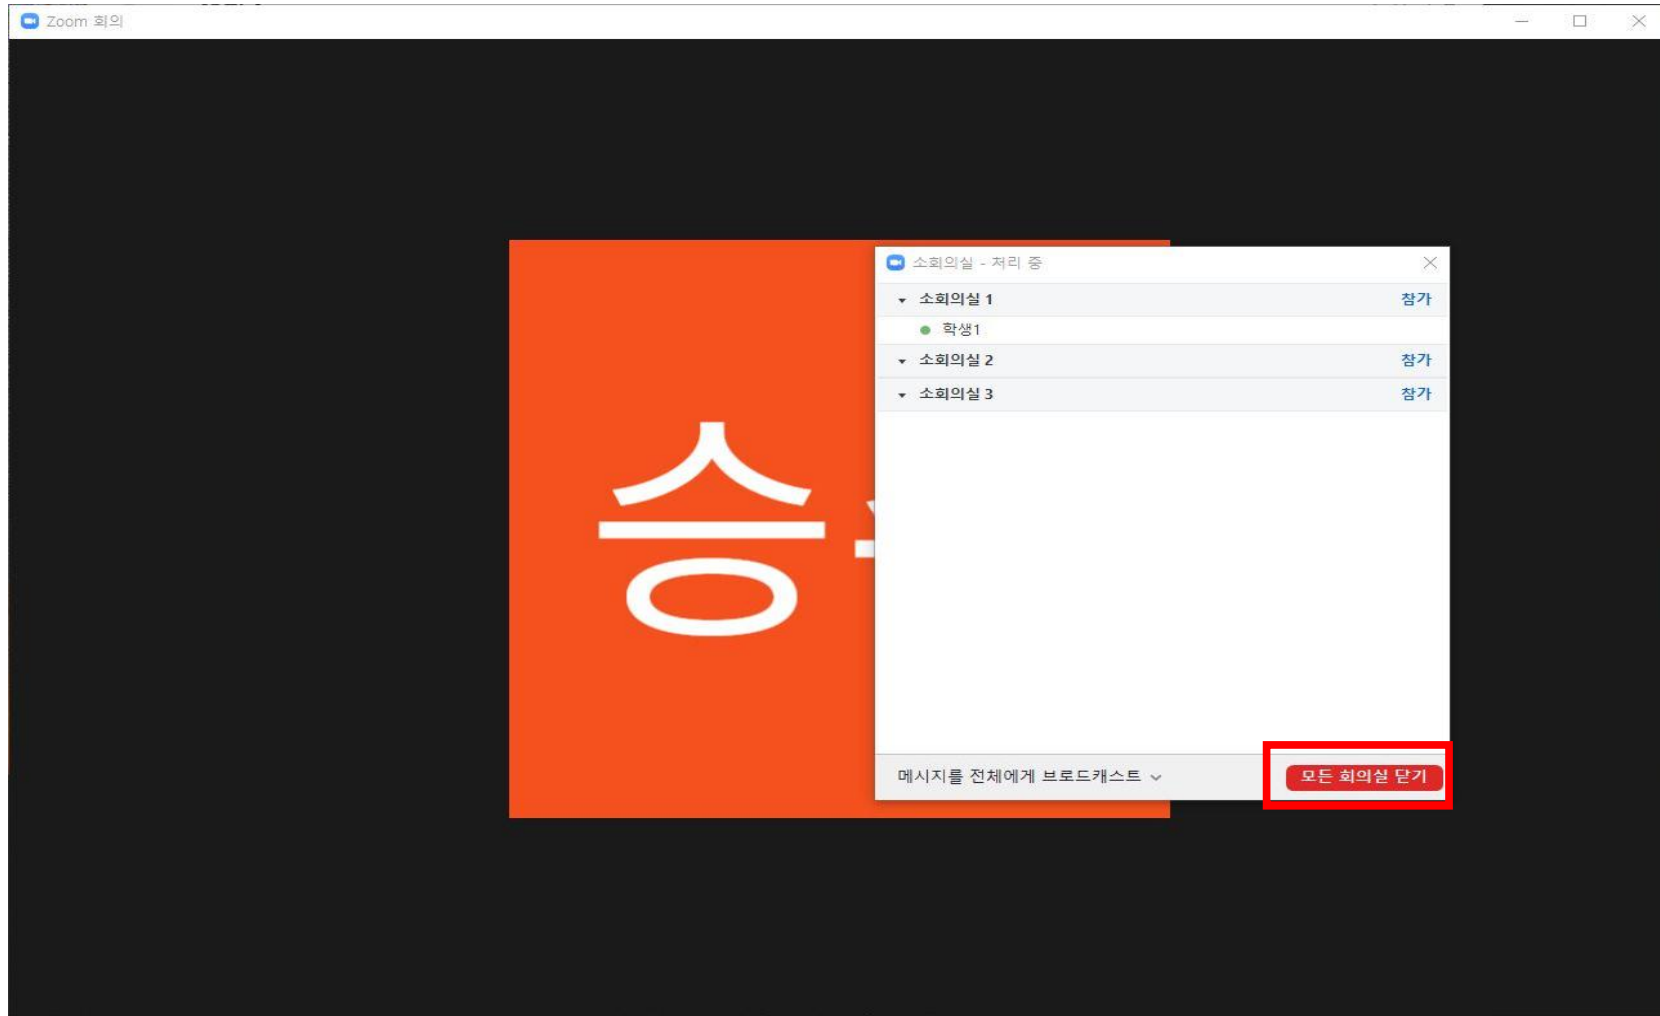 Zoom 회의
소회의실 - 처리 중
소회의실 1 참가
학생1
소회의실 2 참가
소회의실 3 참가
승
메시지를 전체에게 브로드캐스트
모든 회의실 닫기